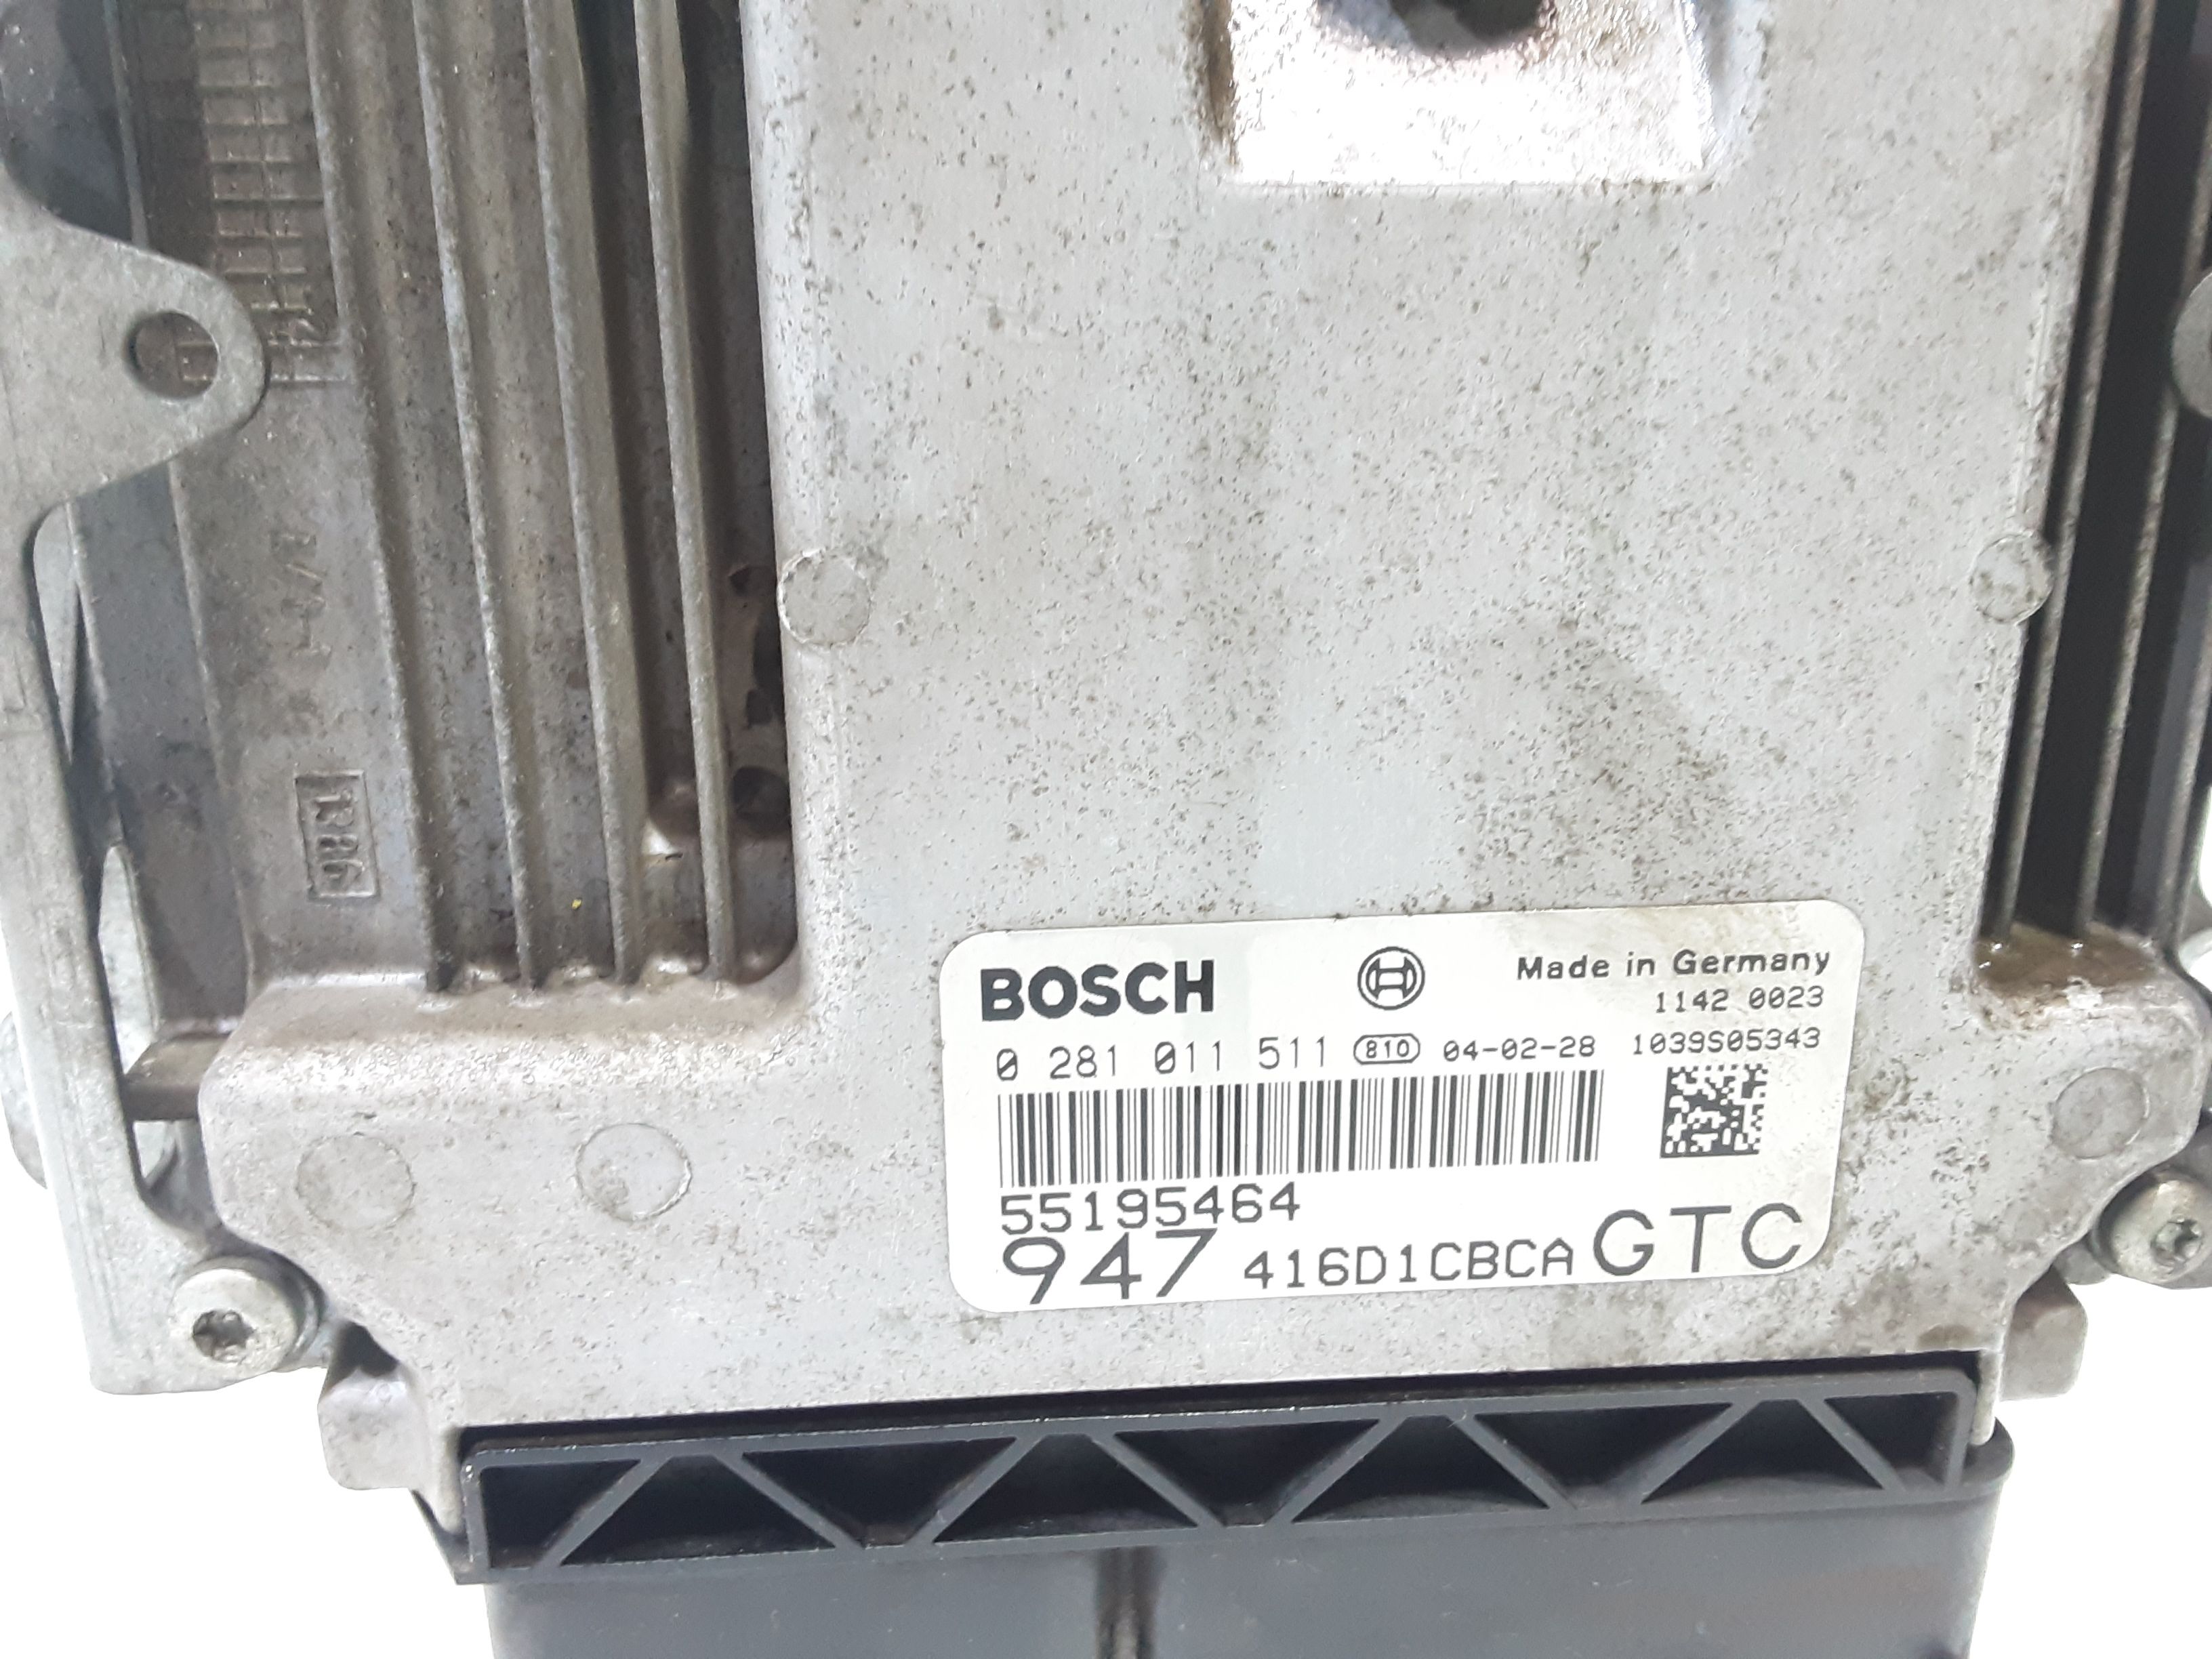 1386
BOSCH
Made in Germany
1142 0023
0 281 011 511 810 04-02-28 1039S05343
55195464
947 416D1CBCA GTC